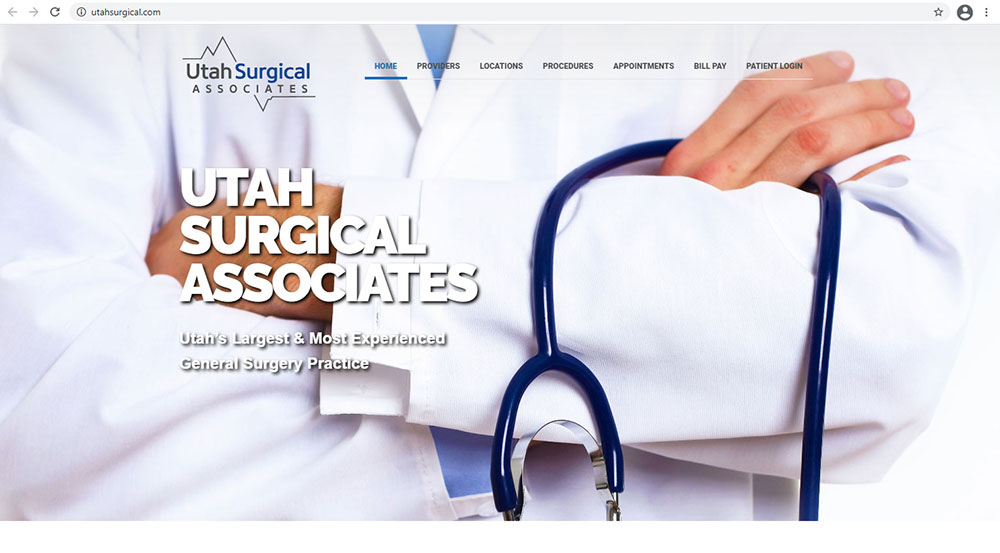 utahsurgical.com
Utah Surgical
ASSOCIATES
HOME PROVIDERS LOCATIONS PROCEDURES APPOINTMENTS BILL PAY PATIENT LOGIN
UTAH
SURGICAL
ASSOCIATES
Utah's Largest & Most Experienced
General Surgery Practice